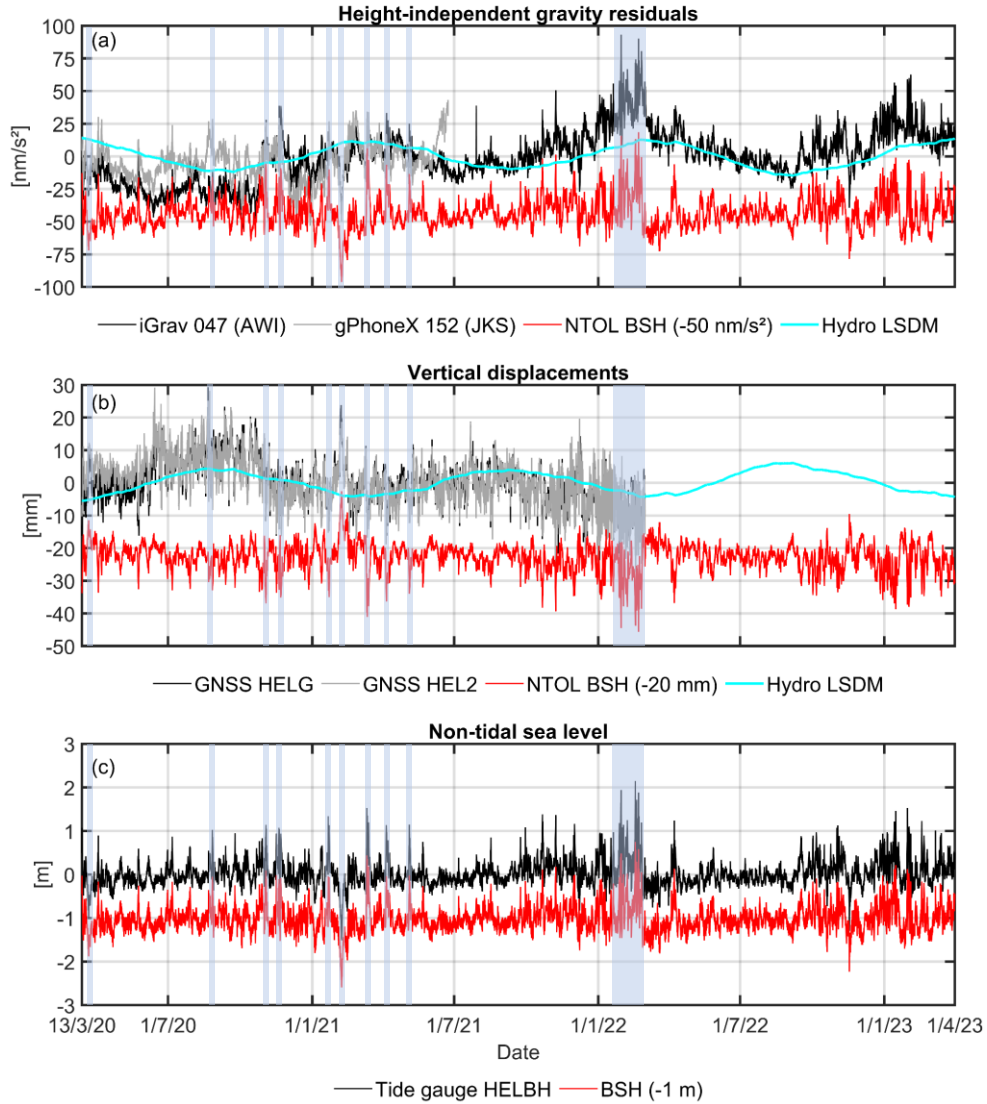 Height-independent gravity residuals
(a)
100
75
50
25
0
-25
-50
-75
-100
[nm/s²]
iGrav 047 (AWI) gPhoneX 152 (JKS) NTOL BSH (-50 nm/s²) Hydro LSDM
Vertical displacements
(b)
30
20
10
0
-10
-20
-30
-40
-50
[mm]
GNSS HELG GNSS HEL2 NTOL BSH (-20 mm) Hydro LSDM
Non-tidal sea level
(c)
3
2
1
0
-1
-2
-3
[m]
13/3/20 1/7/20 1/1/21 1/7/21 1/1/22 1/7/22 1/1/23 1/4/23
Date
Tide gauge HELBH BSH (-1 m)